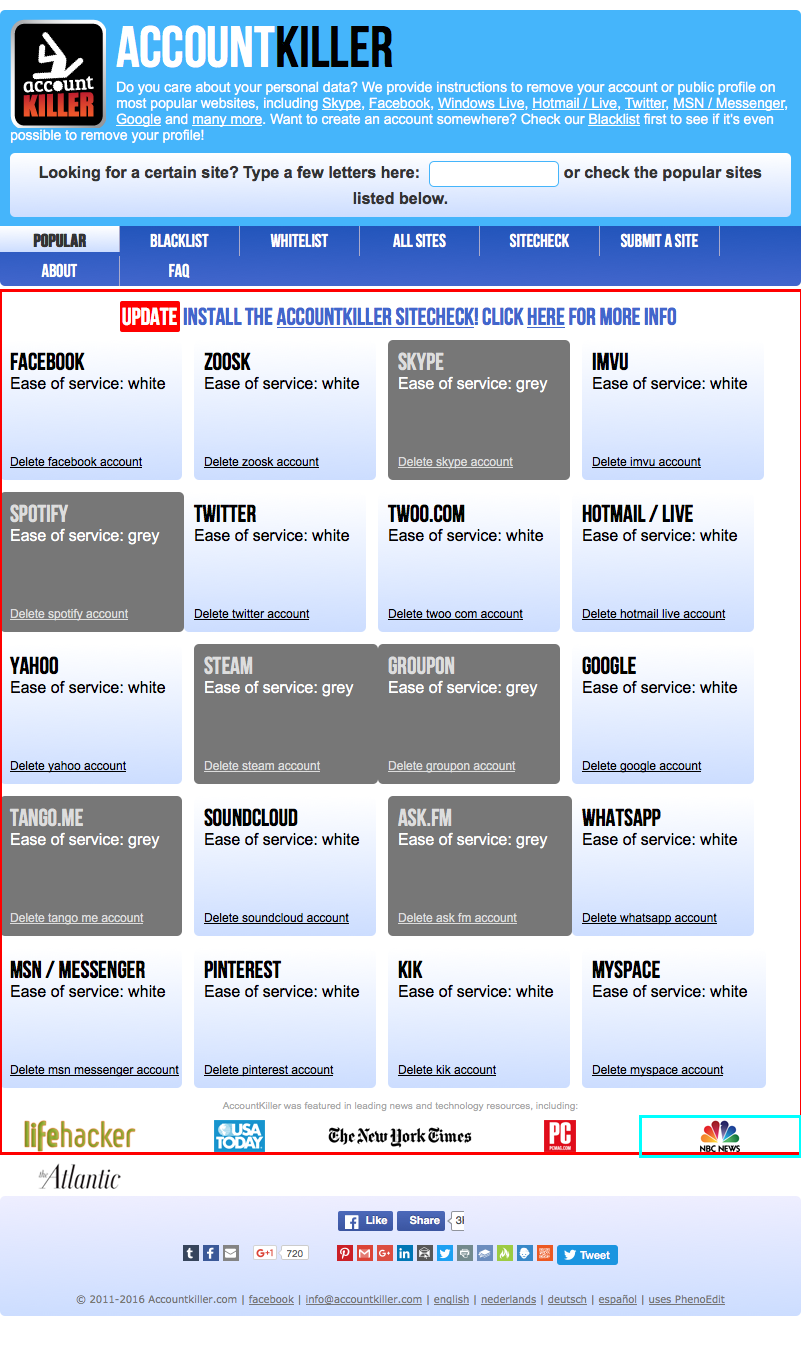 account
KILLER
ACCOUNTKILLER
Do you care about your personal data? We provide instructions to remove your account or public profile on
most popular websites, including Skype, Facebook, Windows Live, Hotmail / Live, Twitter, MSN / Messenger,
Google and many more. Want to create an account somewhere? Check our Blacklist first to see if it's even
possible to remove your profile!
Looking for a certain site? Type a few letters here: or check the popular sites
listed below.
POPULAR BLACKLIST WHITELIST ALL SITES SITECHECK SUBMIT A SITE
ABOUT FAQ
UPDATE INSTALL THE ACCOUNTKILLER SITECHECK! CLICK HERE FOR MORE INFO
FACEBOOK ZOOSK SKYPE IMVU
Ease of service: white Ease of service: white Ease of service: grey Ease of service: white
Delete facebook account Delete zoosk account Delete skype account Delete imvu account
SPOTIFY TWITTER TWOO.COM HOTMAIL / LIVE
Ease of service: grey Ease of service: white Ease of service: white Ease of service: white
Delete spotify account Delete twitter account Delete twoo com account Delete hotmail live account
YAHOO STEAM GROUPON GOOGLE
Ease of service: white Ease of service: grey Ease of service: grey Ease of service: white
Delete yahoo account Delete steam account Delete groupon account Delete google account
TANGO.ME SOUNDCLOUD ASK.FM WHATSAPP
Ease of service: grey Ease of service: white Ease of service: grey Ease of service: white
Delete tango me account Delete soundcloud account Delete ask fm account Delete whatsapp account
MSN / MESSENGER PINTEREST KIK MYSPACE
Ease of service: white Ease of service: white Ease of service: white Ease of service: white
Delete msn messenger account Delete pinterest account Delete kik account Delete myspace account
AccountKiller was featured in leading news and technology resources, including:
lifehacker USA TODAY The New York Times PC PCMAG.COM NBC NEWS
the Atlantic
Like Share
G+1 720 Tweet
© 2011-2016 Accountkiller.com | facebook | info@accountkiller.com | english | nederlands | deutsch | español | uses PhenoEdit